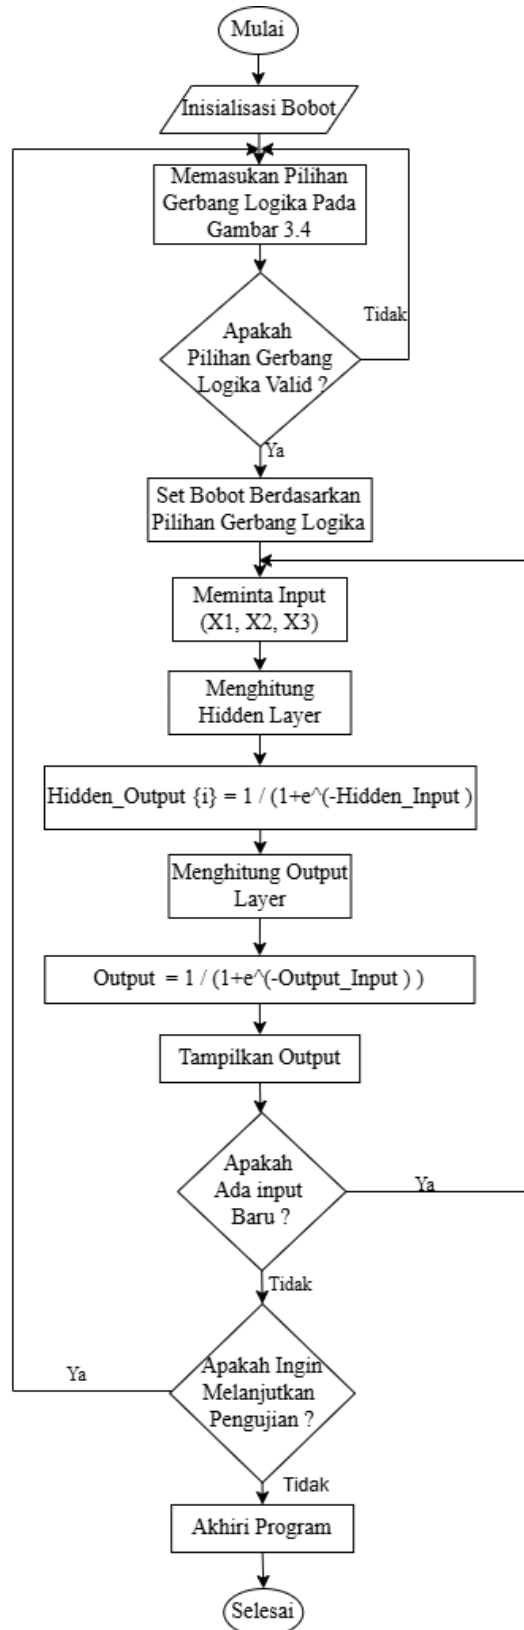 Mulai
Inisialisasi Bobot
Memasukan Pilihan
Gerbang Logika Pada
Gambar 3.4
Tidak
Apakah
Pilihan Gerbang
Logika Valid ?
Ya
Set Bobot Berdasarkan
Pilihan Gerbang Logika
Meminta Input
(X1, X2, X3)
Menghitung
Hidden Layer
Hidden_Output {i} = 1 / (1+e^(-Hidden_Input )
Menghitung Output
Layer
Output = 1 / (1+e^(-Output_Input ) )
Tampilkan Output
Apakah
Ada input
Baru ?
Ya
Tidak
Apakah Ingin
Melanjutkan
Pengujian ?
Ya
Tidak
Akhiri Program
Selesai